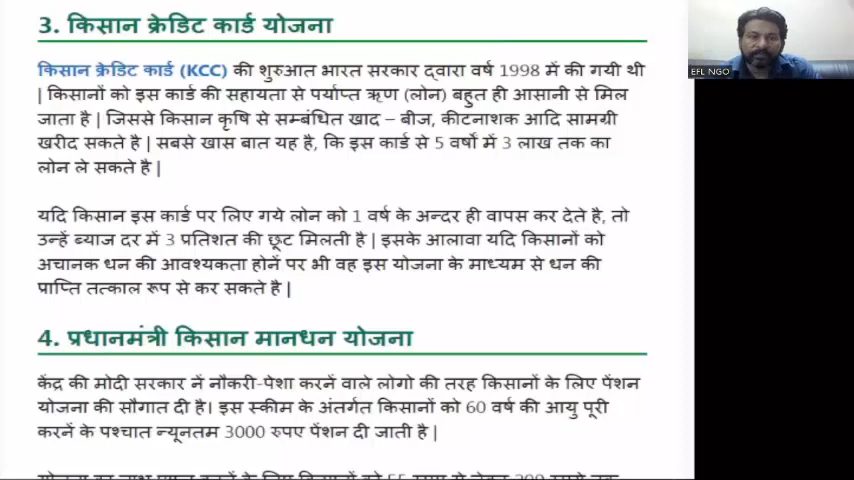 3. किसान क्रेडिट कार्ड योजना
किसान क्रेडिट कार्ड (KCC) की शुरुआत भारत सरकार द्वारा वर्ष 1998 में की गयी थी
| किसानों को इस कार्ड की सहायता से पर्याप्त ऋण (लोन) बहुत ही आसानी से मिल
जाता है | जिससे किसान कृषि से सम्बंधित खाद – बीज, कीटनाशक आदि सामग्री
खरीद सकते है | सबसे खास बात यह है, कि इस कार्ड से 5 वर्षों में 3 लाख तक का
लोन ले सकते है |
यदि किसान इस कार्ड पर लिए गये लोन को 1 वर्ष के अन्दर ही वापस कर देते है, तो
उन्हें ब्याज दर में 3 प्रतिशत की छूट मिलती है | इसके आलावा यदि किसानों को
अचानक धन की आवश्यकता होनें पर भी वह इस योजना के माध्यम से धन की
प्राप्ति तत्काल रूप से कर सकते है |
4. प्रधानमंत्री किसान मानधन योजना
केंद्र की मोदी सरकार नें नौकरी-पेशा करनें वाले लोगो की तरह किसानों के लिए पेंशन
योजना की सौगात दी है। इस स्कीम के अंतर्गत किसानों को 60 वर्ष की आयु पूरी
करनें के पश्चात न्यूनतम 3000 रुपए पेंशन दी जाती है |
EFL NGO